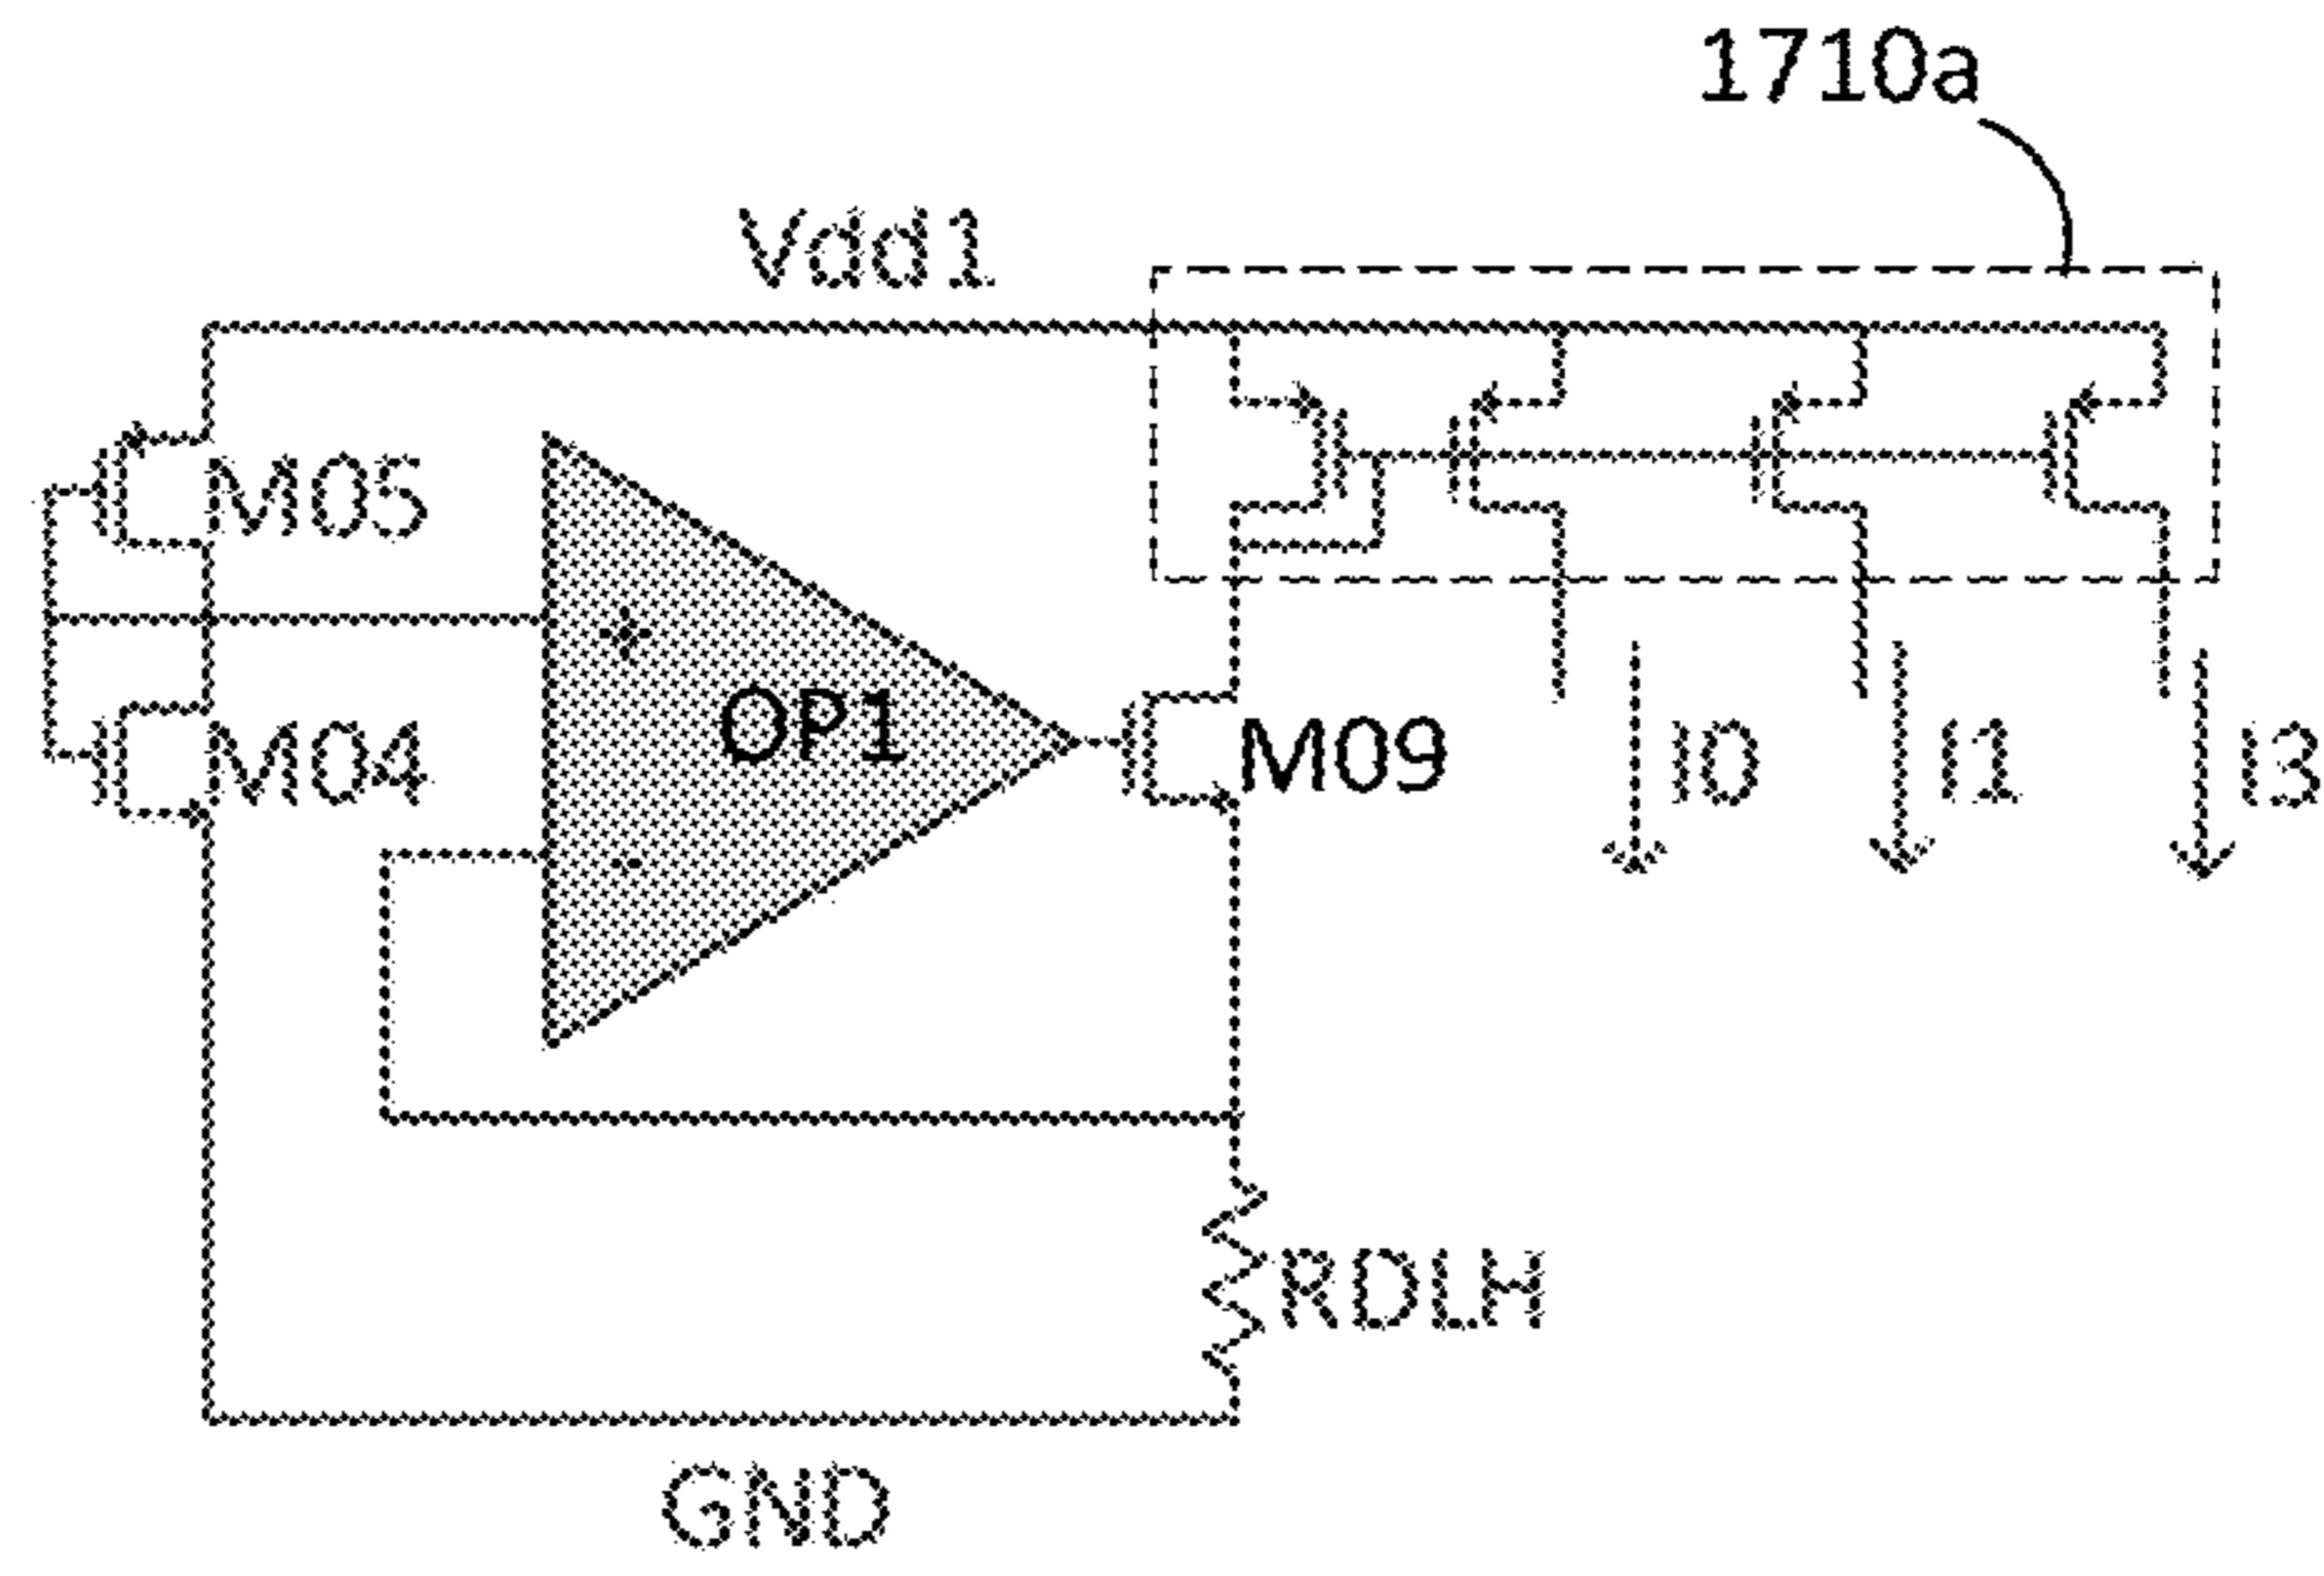 1710a
Vdd1
M05
+
OP1
M04
M09
I0
I1
I3
-
RDLH
GND